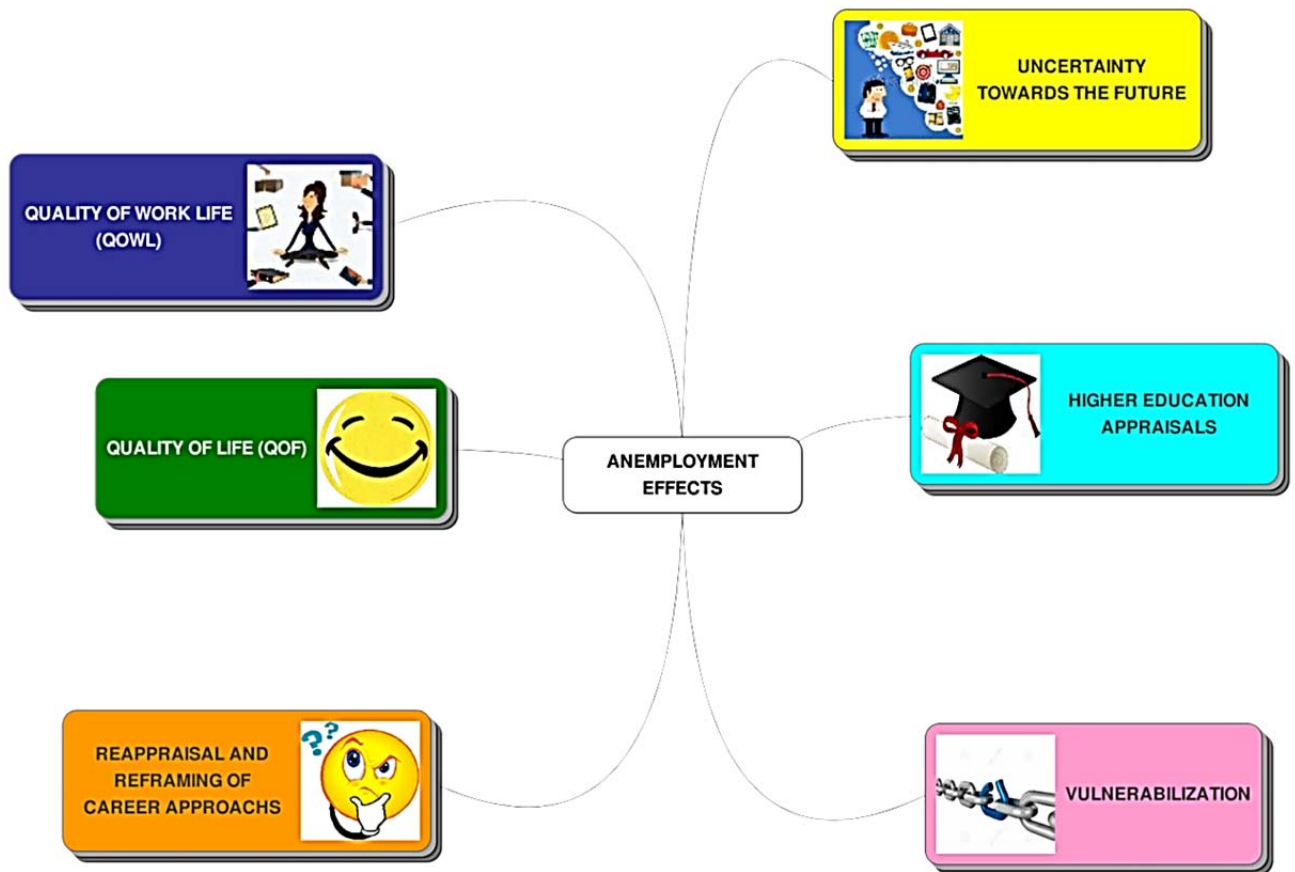 UNCERTAINTY
TOWARDS THE FUTURE
QUALITY OF WORK LIFE
(QOWL)
HIGHER EDUCATION
APPRAISALS
QUALITY OF LIFE (QOF)
ANEMPLOYMENT
EFFECTS
REAPPRAISAL AND
REFRAMING OF
CAREER APPROACHS
??
VULNERABILIZATION